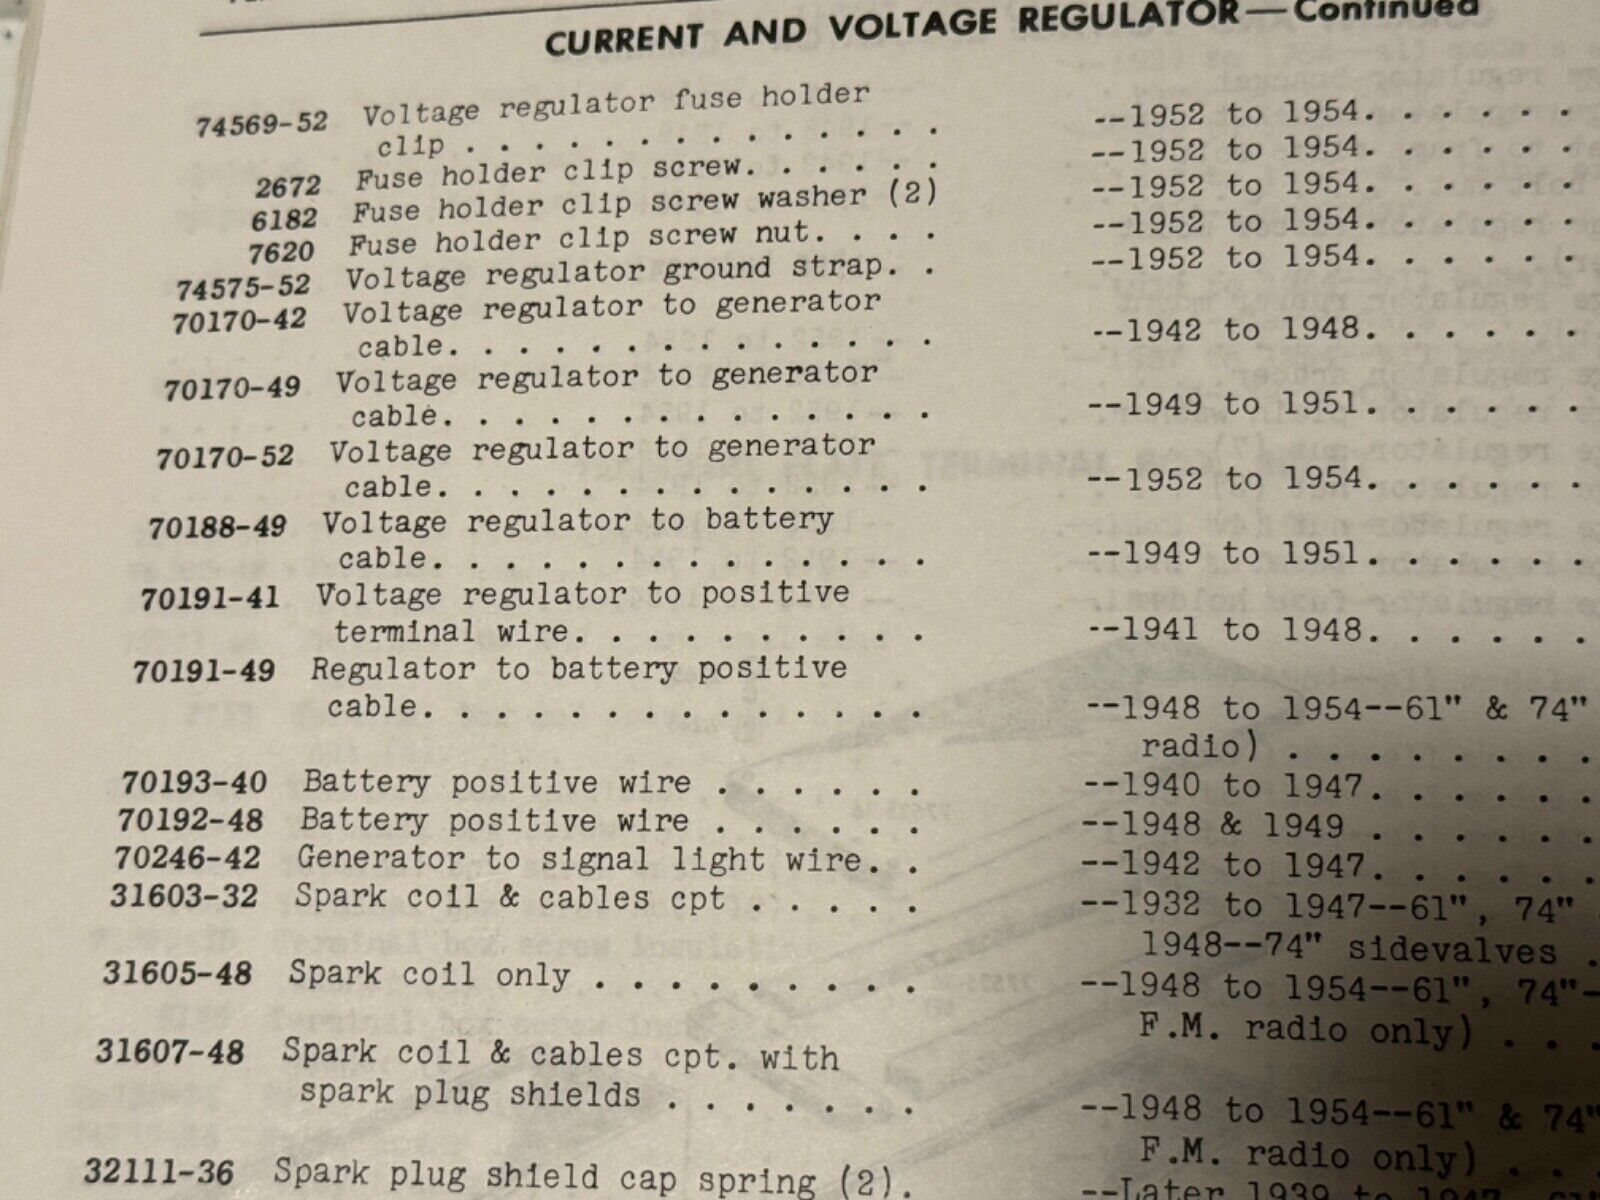 CURRENT AND VOLTAGE REGULATOR—Continued
74569-52 Voltage regulator fuse holder
clip . . . . . . . . . . . . . --1952 to 1954. . . . . .
2672 Fuse holder clip screw. . . . . . --1952 to 1954. . . . . .
6182 Fuse holder clip screw washer (2) --1952 to 1954. . . . . .
7620 Fuse holder clip screw nut. . . . --1952 to 1954. . . . . .
74575-52 Voltage regulator ground strap. . --1952 to 1954. . . . . .
70170-42 Voltage regulator to generator
cable. . . . . . . . . . . . . . --1942 to 1948. . . . . .
70170-49 Voltage regulator to generator
cable. . . . . . . . . . . . . . --1949 to 1951. . . . . .
70170-52 Voltage regulator to generator
cable. . . . . . . . . . . . . . --1952 to 1954. . . . . .
70188-49 Voltage regulator to battery
cable. . . . . . . . . . . . . . --1949 to 1951. . . . . .
70191-41 Voltage regulator to positive
terminal wire. . . . . . . . . . --1941 to 1948. . . . . .
70191-49 Regulator to battery positive
cable. . . . . . . . . . . . . . --1948 to 1954--61" & 74"
radio) . . . . . . . .
70193-40 Battery positive wire . . . . . . --1940 to 1947. . . . . .
70192-48 Battery positive wire . . . . . . --1948 & 1949 . . . . . .
70246-42 Generator to signal light wire. . --1942 to 1947. . . . . .
31603-32 Spark coil & cables cpt . . . . . --1932 to 1947--61", 74"
1948--74" sidevalves .
31605-48 Spark coil only . . . . . . . . . --1948 to 1954--61", 74"-
F.M. radio only) . . .
31607-48 Spark coil & cables cpt. with
spark plug shields . . . . . . . --1948 to 1954--61" & 74"
F.M. radio only) . . .
32111-36 Spark plug shield cap spring (2). --Later 1939 to 1947